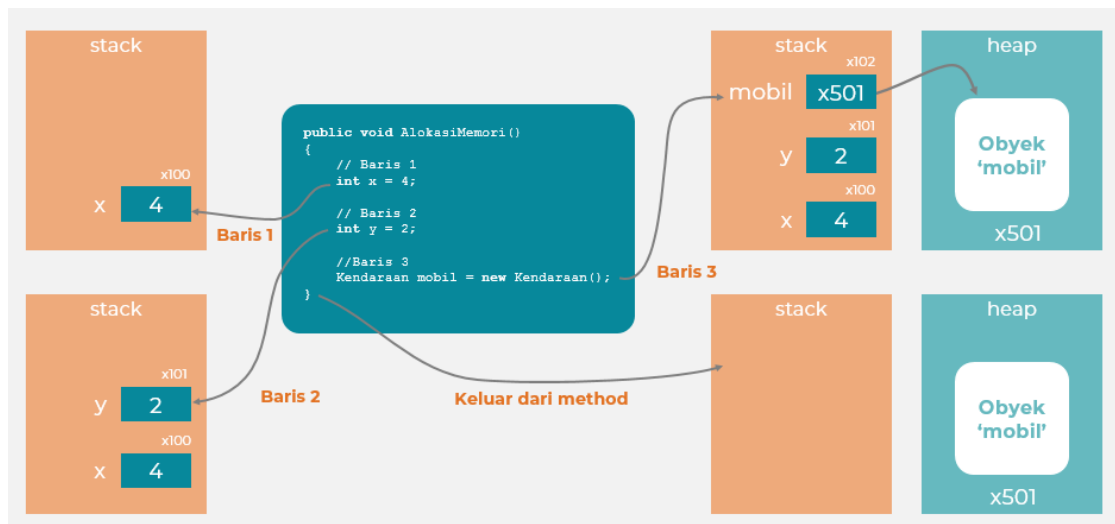 stack
x100
x 4
Baris 1
public void AlokasiMemori()
{
// Baris 1
int x = 4;
// Baris 2
int y = 2;
//Baris 3
Kendaraan mobil = new Kendaraan();
}
stack
x102
mobil x501
x101
y 2
x100
x 4
Baris 3
heap
Obyek
‘mobil’
x501
stack
x101
y 2
x100
x 4
Baris 2
Keluar dari method
stack
heap
Obyek
‘mobil’
x501